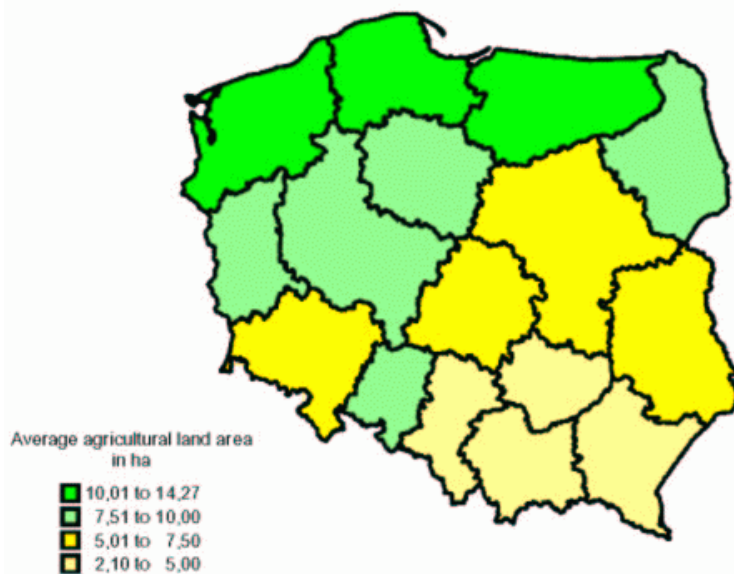 Average agricultural land area
in ha
10,01 to 14,27
7,51 to 10,00
5,01 to 7,50
2,10 to 5,00